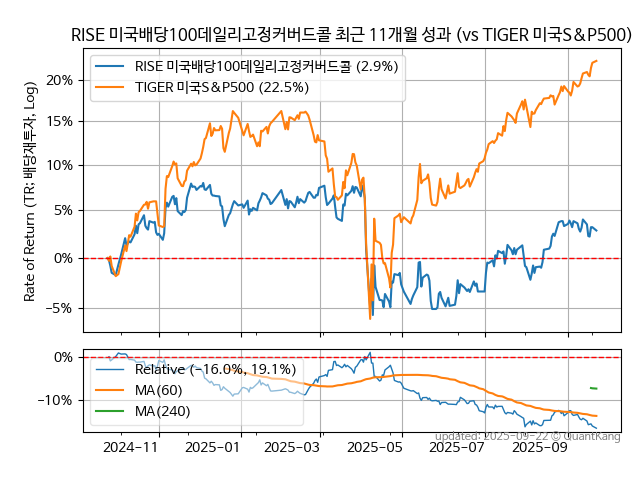 RISE 미국배당100데일리고정커버드콜 최근 11개월 성과 (vs TIGER 미국S&P500)
Rate of Return (TR: 배당재투자, Log)
20%
15%
10%
5%
0%
−5%
RISE 미국배당100데일리고정커버드콜 (2.9%)
TIGER 미국S&P500 (22.5%)
0%
−10%
Relative (−16.0%, 19.1%)
MA(60)
MA(240)
updated: 2025-09-22 © QuantKang
2024-11 2025-01 2025-03 2025-05 2025-07 2025-09